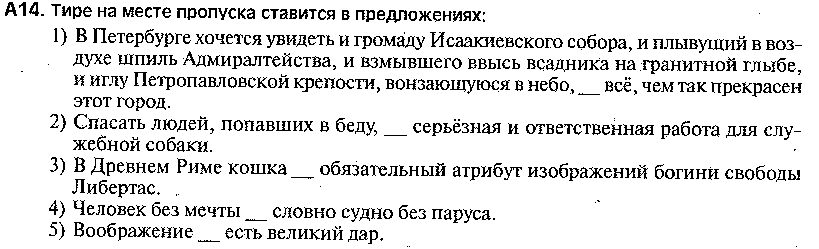 А14. Тире на месте пропуска ставится в предложениях:
1) В Петербурге хочется увидеть и громаду Исаакиевского собора, и плывущий в воз-
духе шпиль Адмиралтейства, и взмывшего ввысь всадника на гранитной глыбе,
и иглу Петропавловской крепости, вонзающуюся в небо, __ всё, чем так прекрасен
этот город.
2) Спасать людей, попавших в беду, __ серьёзная и ответственная работа для слу-
жебной собаки.
3) В Древнем Риме кошка __ обязательный атрибут изображений богини свободы
Либертас.
4) Человек без мечты __ словно судно без паруса.
5) Воображение __ есть великий дар.